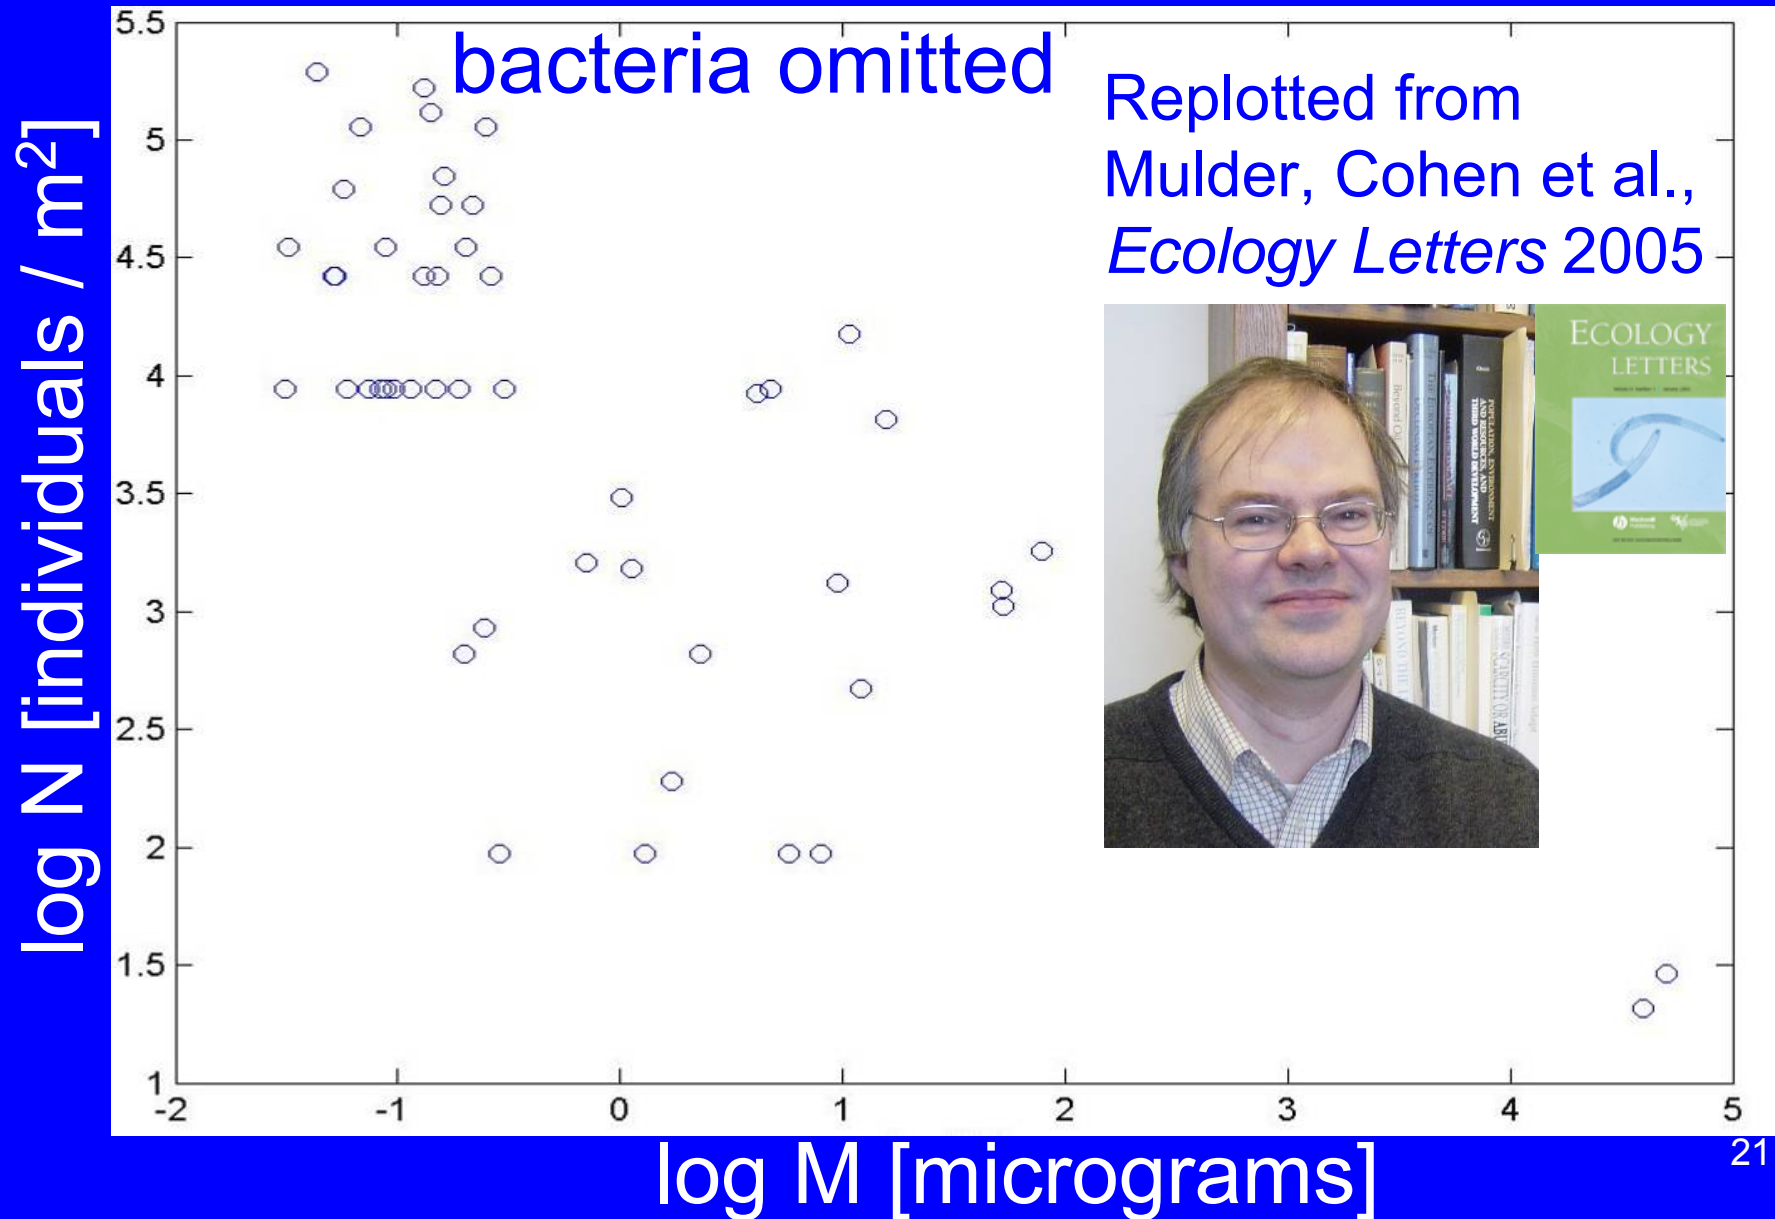 bacteria omitted
Replotted from
Mulder, Cohen et al.,
Ecology Letters 2005
ECOLOGY
LETTERS
log N [individuals / m²]
5.5
5
4.5
4
3.5
3
2.5
2
1.5
1
-2 -1 0 1 2 3 4 5
log M [micrograms]
21